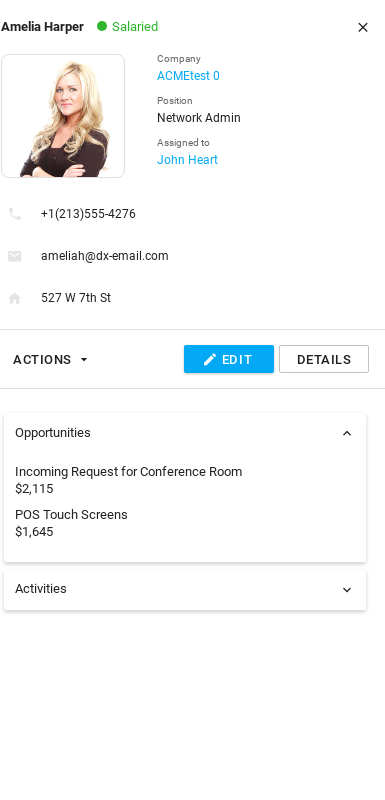 Amelia Harper Salaried
Company
ACMEtest 0
Position
Network Admin
Assigned to
John Heart
+1(213)555-4276
ameliah@dx-email.com
527 W 7th St
ACTIONS EDIT DETAILS
Opportunities
Incoming Request for Conference Room
$2,115
POS Touch Screens
$1,645
Activities